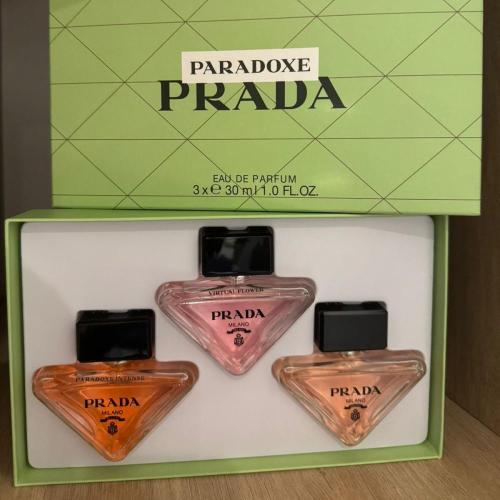 PARADOXE
PRADA
EAU DE PARFUM
3 x ℮ 30 ml 1.0 FL.OZ.
VIRTUAL FLOWER
PRADA
MILANO
PARADOXE INTENSE
PRADA
MILANO
PRADA
MILANO